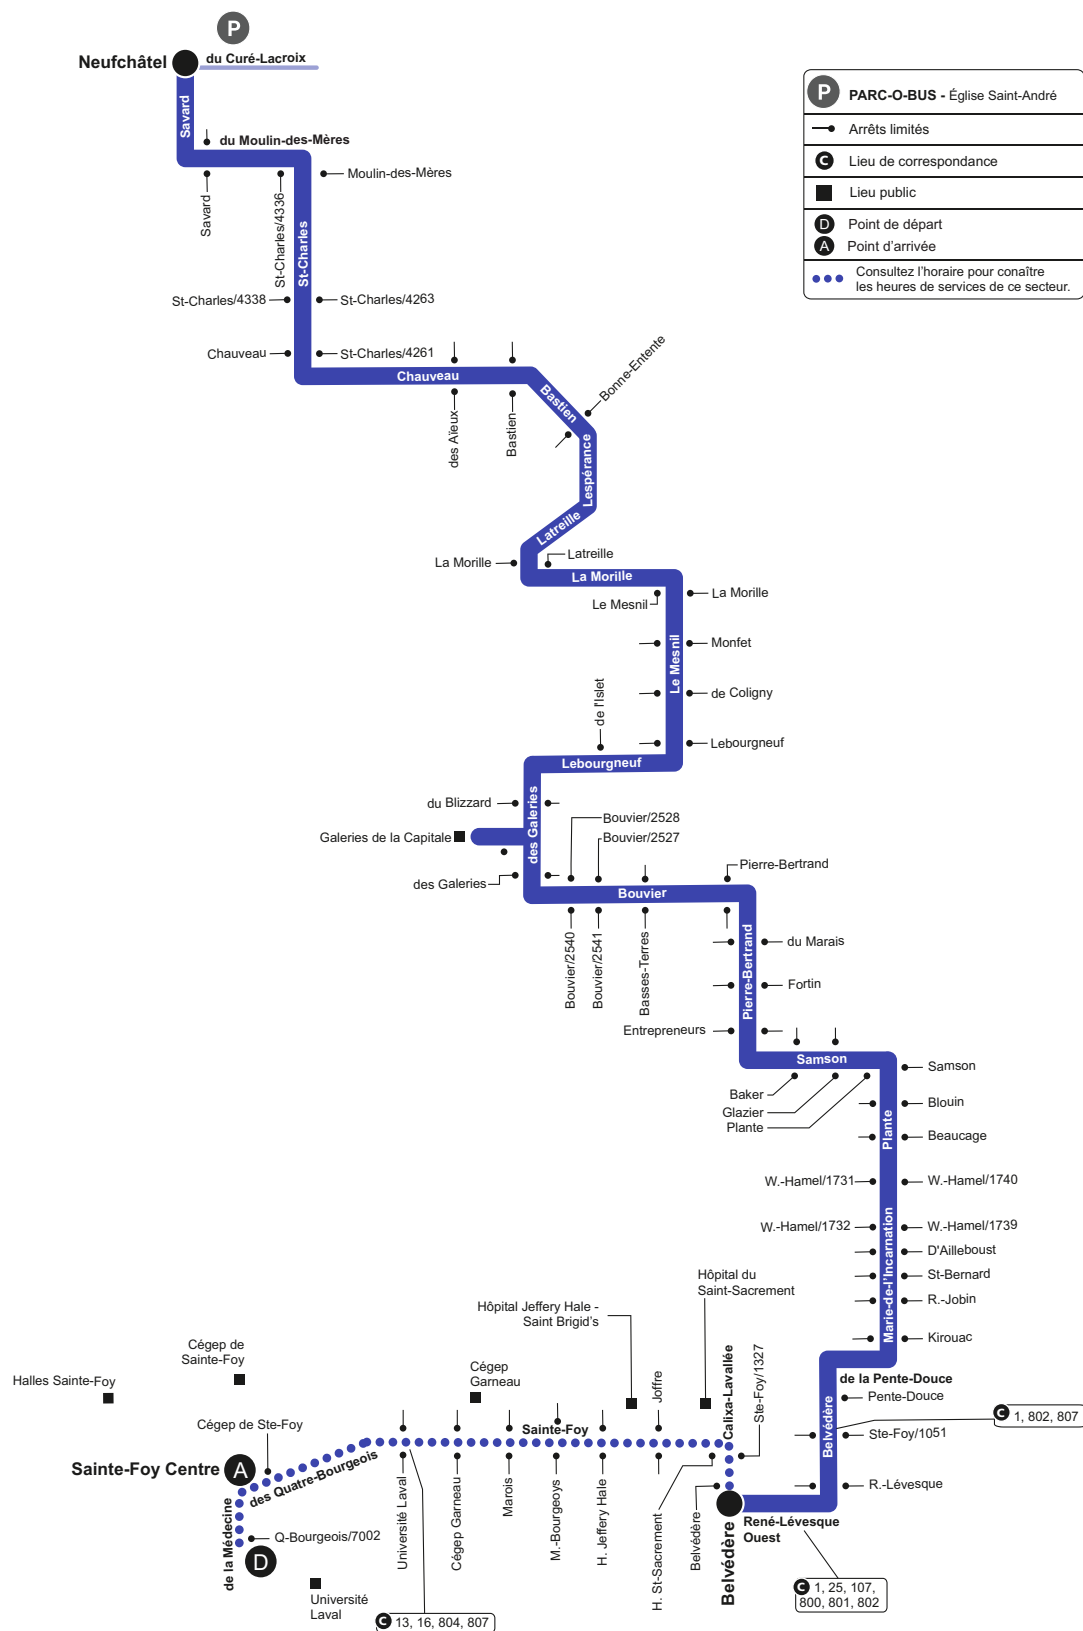 P
Neufchâtel
du Curé-Lacroix
Savard
du Moulin-des-Mères
Moulin-des-Mères
Savard
St-Charles/4336
St-Charles
St-Charles/4338
St-Charles/4263
Chauveau
St-Charles/4261
P PARC-O-BUS - Église Saint-André
Arrêts limités
C Lieu de correspondance
Lieu public
D Point de départ
A Point d'arrivée
Consultez l'horaire pour conaître
les heures de services de ce secteur.
Chauveau
des Aïeux
Bastien
Bastien
Bonne-Entente
Lespérance
Latreille
La Morille
Latreille
La Morille
Le Mesnil
La Morille
Le Mesnil
Monfet
de Coligny
de l'Islet
Lebourgneuf
Lebourgneuf
du Blizzard
des Galeries
Galeries de la Capitale
des Galeries
Bouvier/2528
Bouvier/2527
Pierre-Bertrand
Bouvier
Bouvier/2540
Bouvier/2541
Basses-Terres
Pierre-Bertrand
du Marais
Fortin
Entrepreneurs
Samson
Baker
Glazier
Plante
Samson
Plante
Blouin
Beaucage
W.-Hamel/1731
W.-Hamel/1740
W.-Hamel/1732
W.-Hamel/1739
Marie-de-l'Incarnation
D'Ailleboust
St-Bernard
R.-Jobin
Kirouac
de la Pente-Douce
Pente-Douce
Belvédère
C 1, 802, 807
Ste-Foy/1051
R.-Lévesque
René-Lévesque
Ouest
C 1, 25, 107,
800, 801, 802
Belvédère
Belvédère
Calixa-Lavallée
Ste-Foy/1327
Hôpital du
Saint-Sacrement
Hôpital Jeffery Hale -
Saint Brigid's
Joffre
H. St-Sacrement
Sainte-Foy
H. Jeffery Hale
M.-Bourgeoys
Marois
Cégep
Garneau
Cégep Garneau
Université Laval
C 13, 16, 804, 807
des Quatre-Bourgeois
Cégep de
Sainte-Foy
Halles Sainte-Foy
Cégep de Ste-Foy
Sainte-Foy Centre A
de la Médecine
Q-Bourgeois/7002
D
Université
Laval